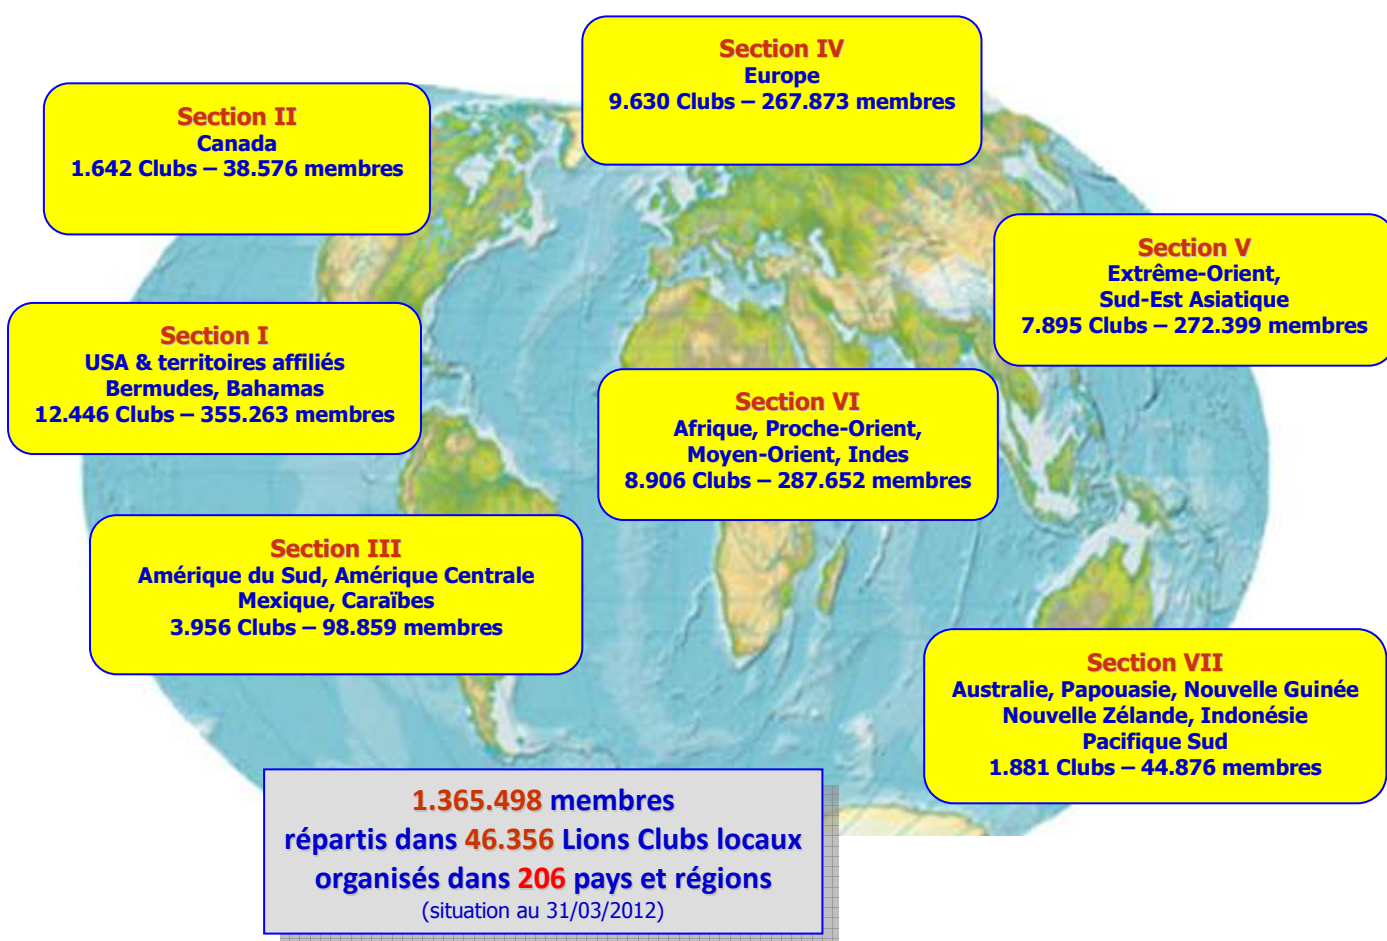 Section IV
Europe
9.630 Clubs – 267.873 membres
Section II
Canada
1.642 Clubs – 38.576 membres
Section V
Extrême-Orient,
Sud-Est Asiatique
7.895 Clubs – 272.399 membres
Section I
USA & territoires affiliés
Bermudes, Bahamas
12.446 Clubs – 355.263 membres
Section VI
Afrique, Proche-Orient,
Moyen-Orient, Indes
8.906 Clubs – 287.652 membres
Section III
Amérique du Sud, Amérique Centrale
Mexique, Caraïbes
3.956 Clubs – 98.859 membres
Section VII
Australie, Papouasie, Nouvelle Guinée
Nouvelle Zélande, Indonésie
Pacifique Sud
1.881 Clubs – 44.876 membres
1.365.498 membres
répartis dans 46.356 Lions Clubs locaux
organisés dans 206 pays et régions
(situation au 31/03/2012)